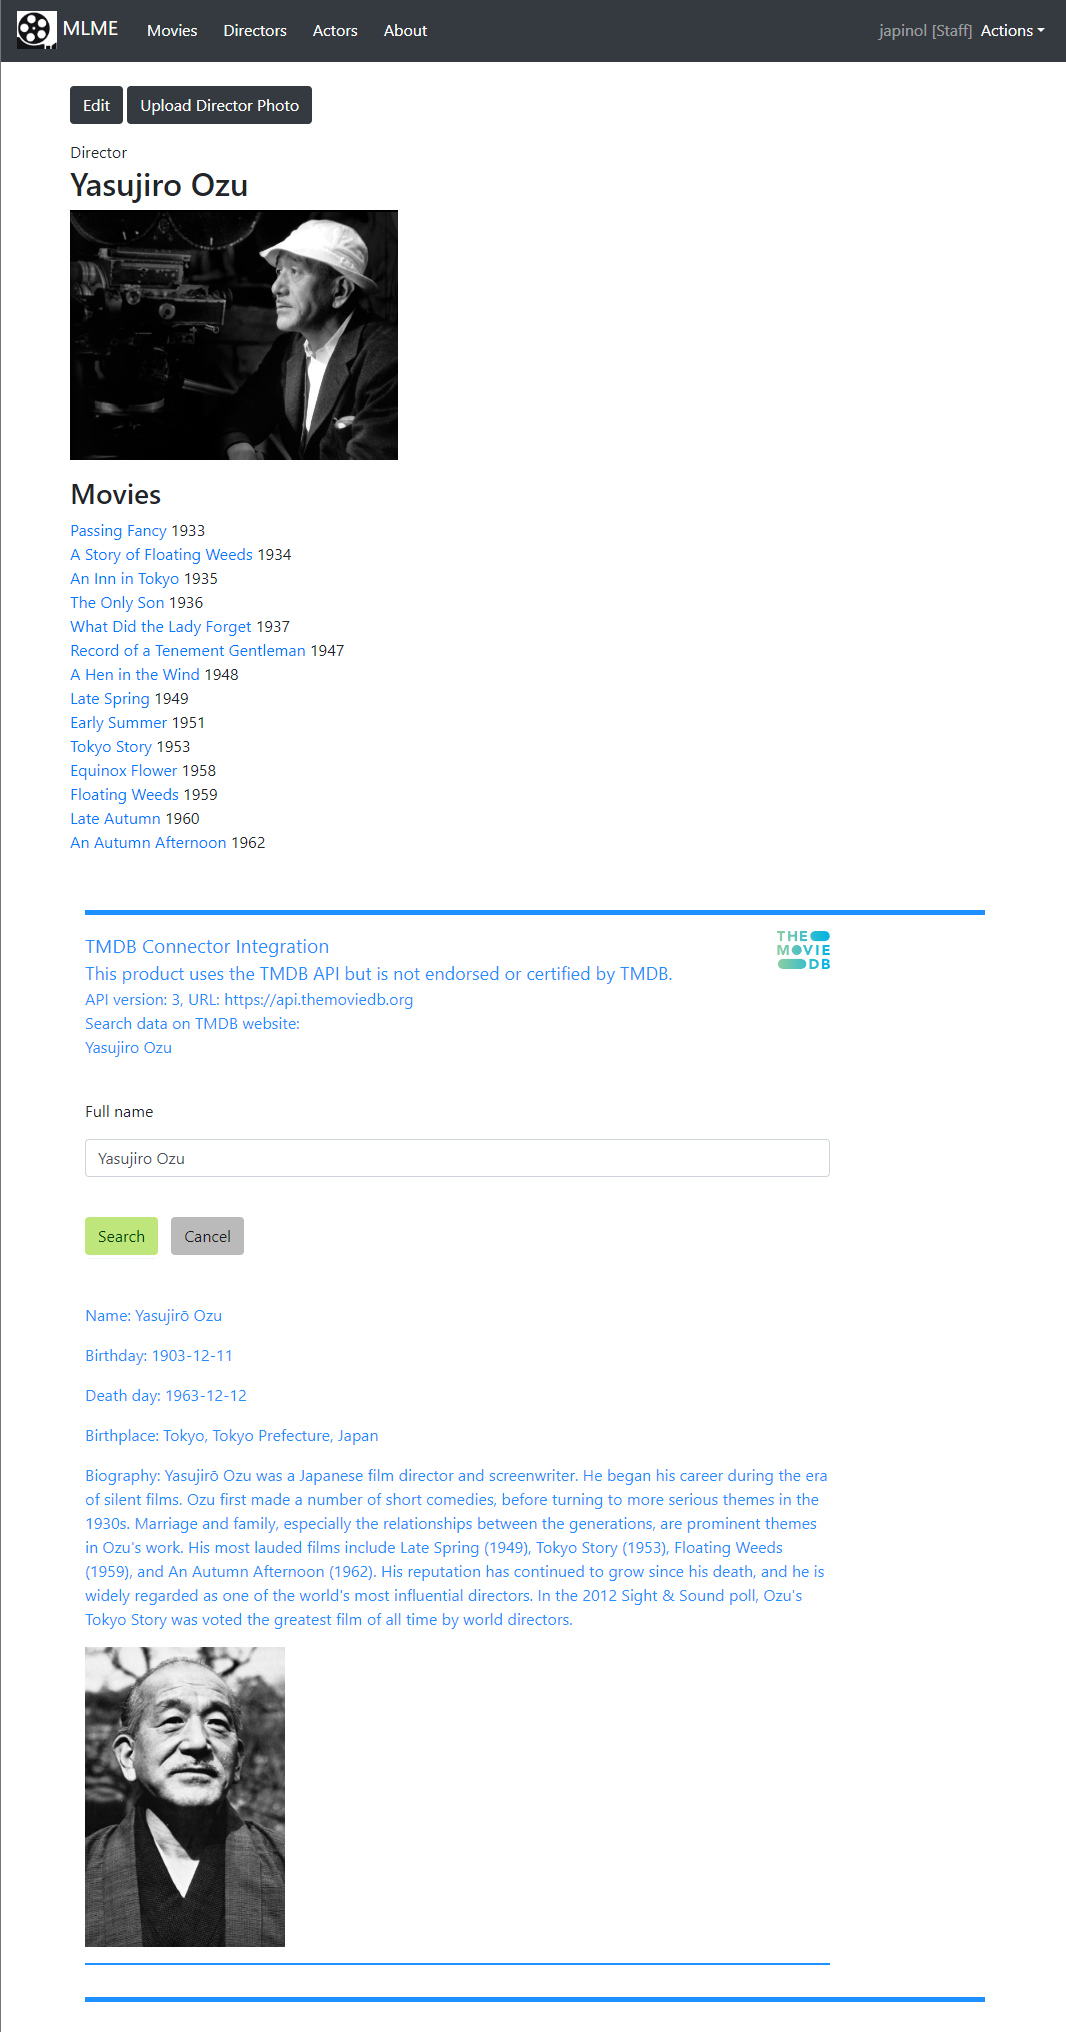 MLME Movies Directors Actors About japinol [Staff] Actions
Edit Upload Director Photo
Director
Yasujiro Ozu
Movies
Passing Fancy 1933
A Story of Floating Weeds 1934
An Inn in Tokyo 1935
The Only Son 1936
What Did the Lady Forget 1937
Record of a Tenement Gentleman 1947
A Hen in the Wind 1948
Late Spring 1949
Early Summer 1951
Tokyo Story 1953
Equinox Flower 1958
Floating Weeds 1959
Late Autumn 1960
An Autumn Afternoon 1962
TMDB Connector Integration
This product uses the TMDB API but is not endorsed or certified by TMDB.
API version: 3, URL: https://api.themoviedb.org
Search data on TMDB website:
Yasujiro Ozu
THE
MOVIE
DB
Full name
Yasujiro Ozu
Search Cancel
Name: Yasujirō Ozu
Birthday: 1903-12-11
Death day: 1963-12-12
Birthplace: Tokyo, Tokyo Prefecture, Japan
Biography: Yasujirō Ozu was a Japanese film director and screenwriter. He began his career during the era
of silent films. Ozu first made a number of short comedies, before turning to more serious themes in the
1930s. Marriage and family, especially the relationships between the generations, are prominent themes
in Ozu's work. His most lauded films include Late Spring (1949), Tokyo Story (1953), Floating Weeds
(1959), and An Autumn Afternoon (1962). His reputation has continued to grow since his death, and he is
widely regarded as one of the world's most influential directors. In the 2012 Sight & Sound poll, Ozu's
Tokyo Story was voted the greatest film of all time by world directors.